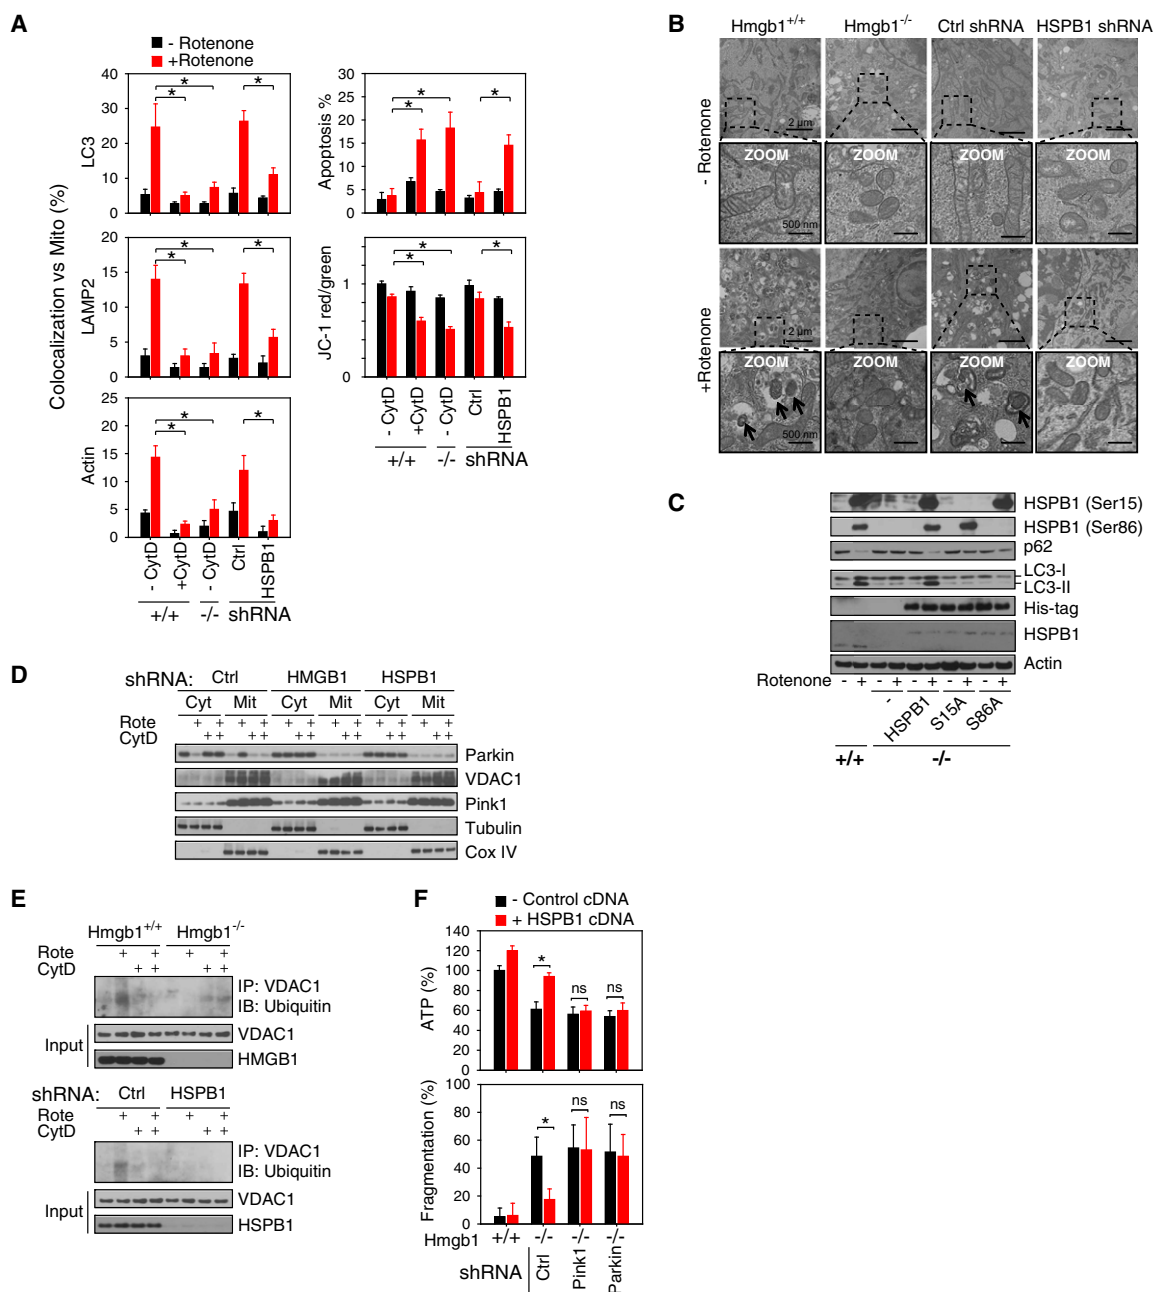 A
- Rotenone
+Rotenone
Colocalization vs Mito (%)
LC3
40
30
20
10
0
* * *
LAMP2
20
15
10
5
0
* * *
Actin
25
20
15
10
5
0
* * *
- CytD
+CytD
- CytD
Ctrl
HSPB1
+/+ -/- shRNA
Apoptosis %
30
25
20
15
10
5
0
* * *
JC-1 red/green
1
0
* * *
- CytD
+CytD
- CytD
Ctrl
HSPB1
+/+ -/- shRNA
B
Hmgb1+/+ Hmgb1-/- Ctrl shRNA HSPB1 shRNA
- Rotenone
2 µm
ZOOM ZOOM ZOOM ZOOM
500 nm
+Rotenone
2 µm
ZOOM ZOOM ZOOM ZOOM
500 nm
C
HSPB1 (Ser15)
HSPB1 (Ser86)
p62
LC3-I
LC3-II
His-tag
HSPB1
Actin
Rotenone - + - + - + - + - +
-
HSPB1
S15A
S86A
+/+ -/-
D
shRNA: Ctrl HMGB1 HSPB1
Cyt Mit Cyt Mit Cyt Mit
Rote + + + + + + + + + + + +
CytD + + + + + + + + + + + +
Parkin
VDAC1
Pink1
Tubulin
Cox IV
E
Hmgb1+/+ Hmgb1-/-
Rote + + + +
CytD + + + +
IP: VDAC1
IB: Ubiquitin
Input
VDAC1
HMGB1
shRNA: Ctrl HSPB1
Rote + + + +
CytD + + + +
IP: VDAC1
IB: Ubiquitin
Input
VDAC1
HSPB1
F
- Control cDNA
+ HSPB1 cDNA
ATP (%)
140
120
100
80
60
40
20
0
* ns ns
Fragmentation (%)
100
80
60
40
20
0
* ns ns
Hmgb1 +/+ -/- -/- -/-
shRNA
Ctrl
Pink1
Parkin